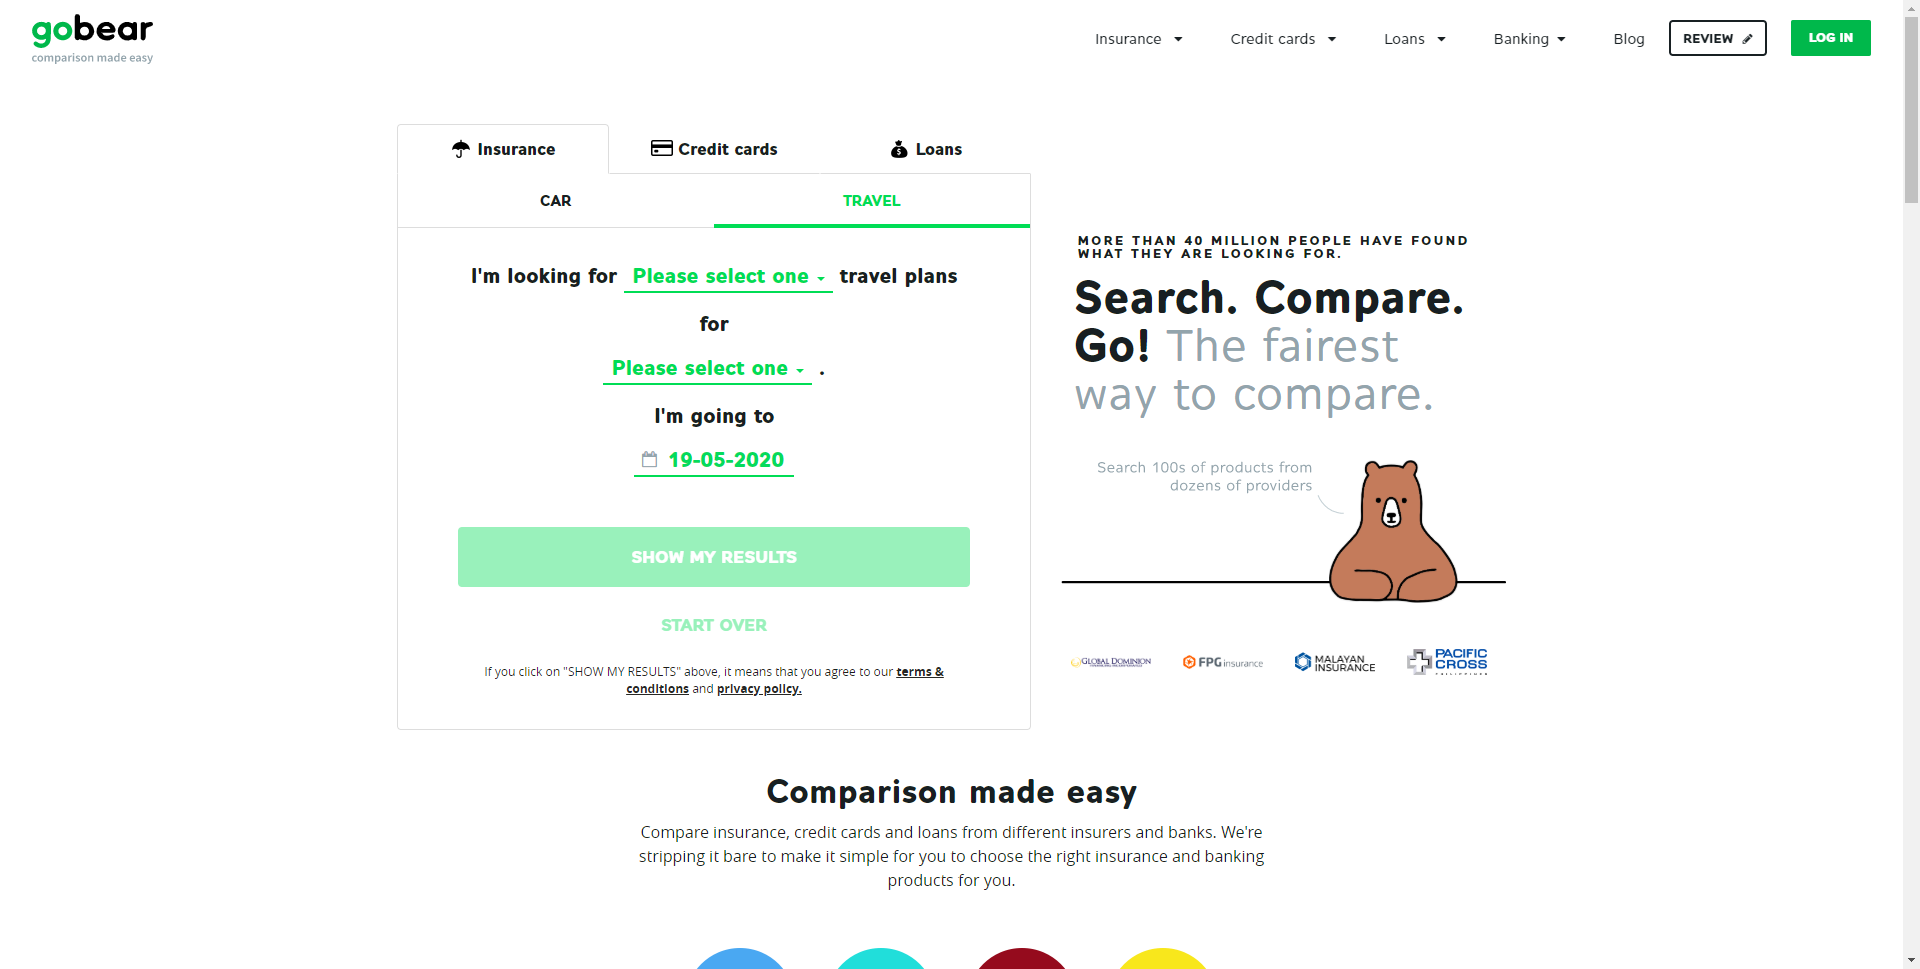 gobear
comparison made easy
Insurance
Credit cards
Loans
Banking
Blog
REVIEW
LOG IN
Insurance
Credit cards
Loans
CAR
TRAVEL
I'm looking for Please select one travel plans
for
Please select one .
I'm going to
19-05-2020
SHOW MY RESULTS
START OVER
If you click on "SHOW MY RESULTS" above, it means that you agree to our terms &
conditions and privacy policy.
MORE THAN 40 MILLION PEOPLE HAVE FOUND
WHAT THEY ARE LOOKING FOR.
Search. Compare.
Go! The fairest
way to compare.
Search 100s of products from
dozens of providers
GLOBAL DOMINION
FPG insurance
MALAYAN
INSURANCE
PACIFIC
CROSS
PHILIPPINES
Comparison made easy
Compare insurance, credit cards and loans from different insurers and banks. We're
stripping it bare to make it simple for you to choose the right insurance and banking
products for you.